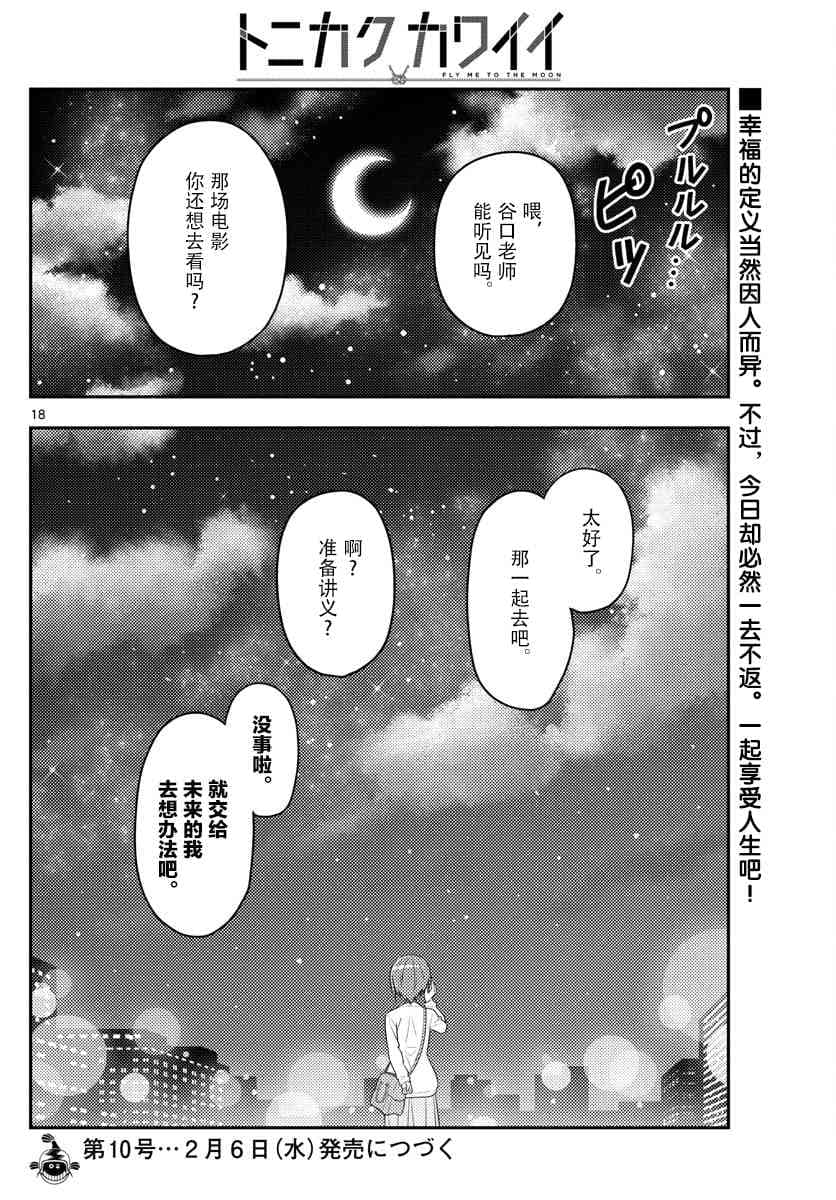 トニカクカワイイ
FLY ME TO THE MOON
プルルル…
ピッ
喂，
谷口老师
能听见吗。
那场电影
你还想去看吗？
18
太好了。
那一起去吧。
啊？
准备讲义？
没事啦。
就交给
未来的我
去想办法吧。
■幸福的定义当然因人而异。不过，今日却必然一去不返。一起享受人生吧！
第10号…2月6日(水)発売につづく